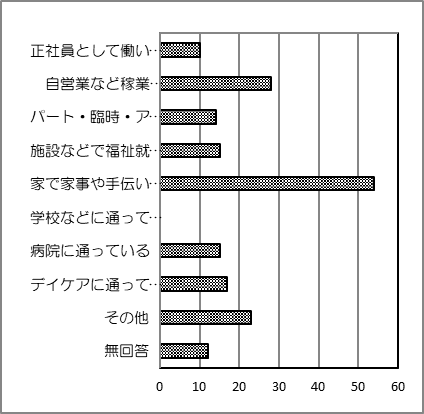 正社員として働い…
自営業など稼業…
パート・臨時・ア…
施設などで福祉就…
家で家事や手伝い…
学校などに通って…
病院に通っている
デイケアに通って…
その他
無回答
0 10 20 30 40 50 60